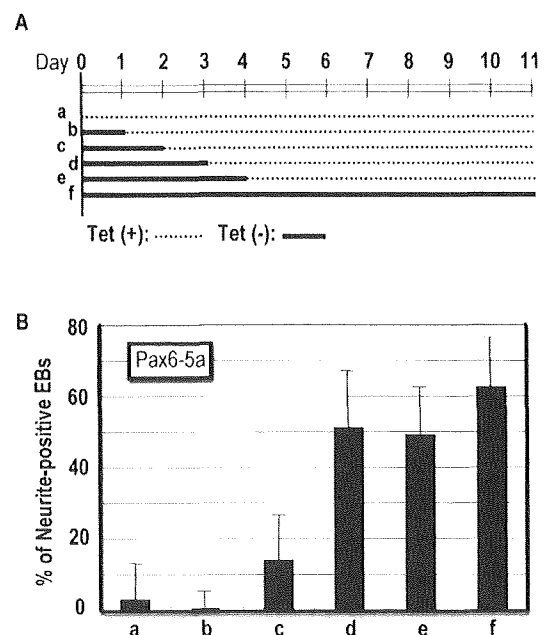 A
Day 0 1 2 3 4 5 6 7 8 9 10 11
a
b
c
d
e
f
Tet (+): Tet (-):
B
Pax6-5a
% of Neurite-positive EBs
80
60
40
20
0
a b c d e f